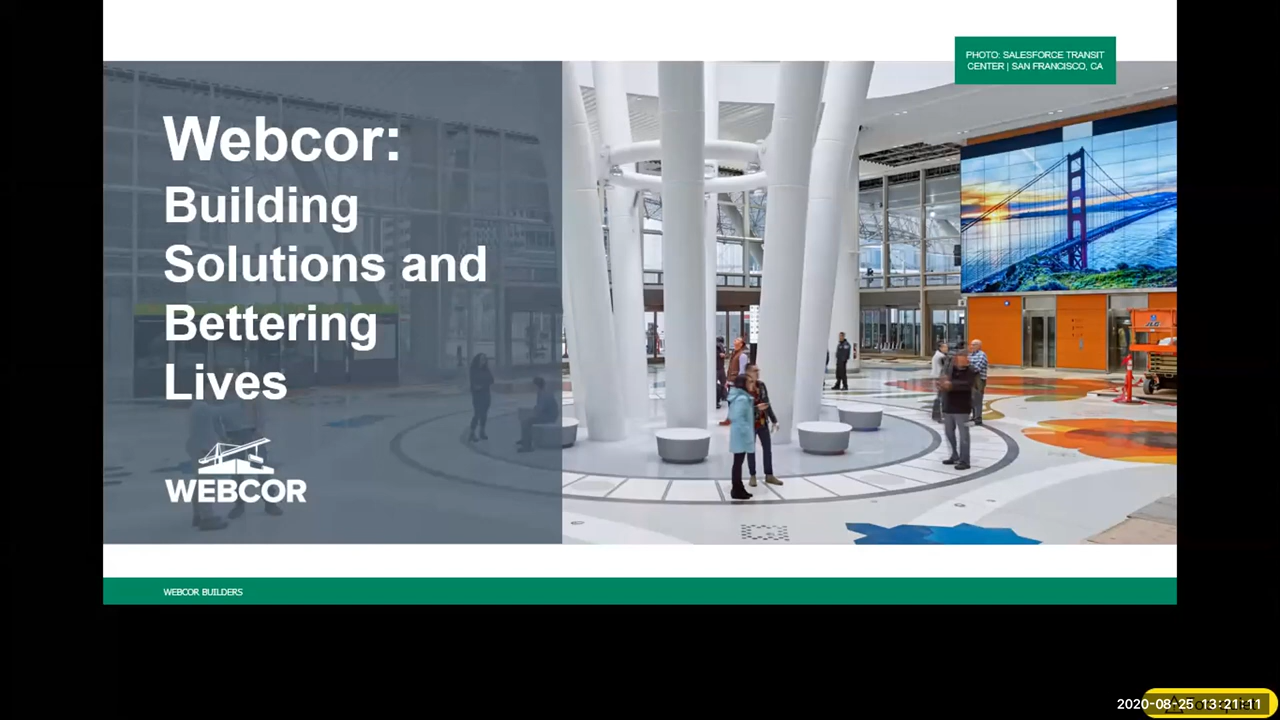 PHOTO: SALESFORCE TRANSIT
CENTER | SAN FRANCISCO, CA
Webcor:
Building
Solutions and
Bettering
Lives
WEBCOR
JLG
WEBCOR BUILDERS
2020-08-25 13:21:11